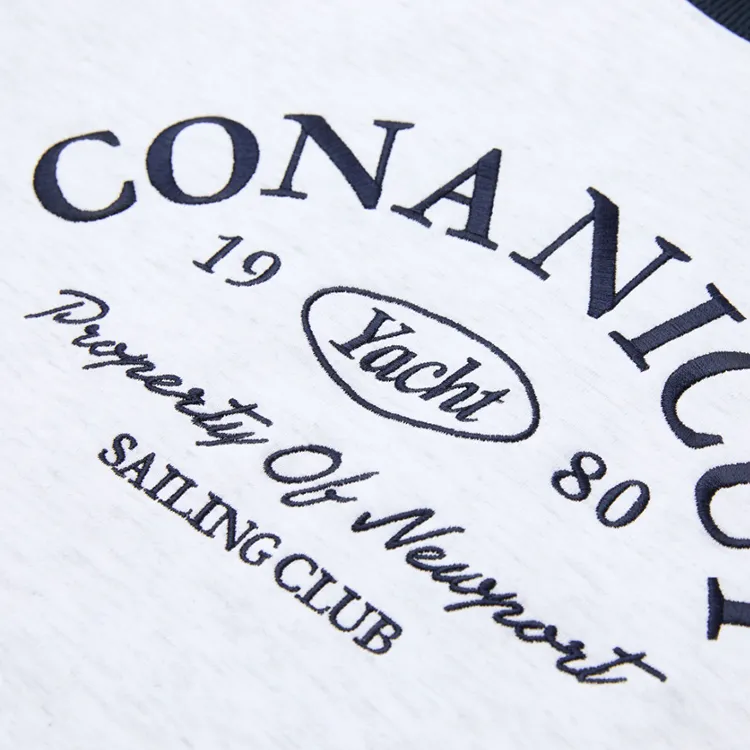 CONANICUT
19 Yacht 80
Property Of Newport
SAILING CLUB